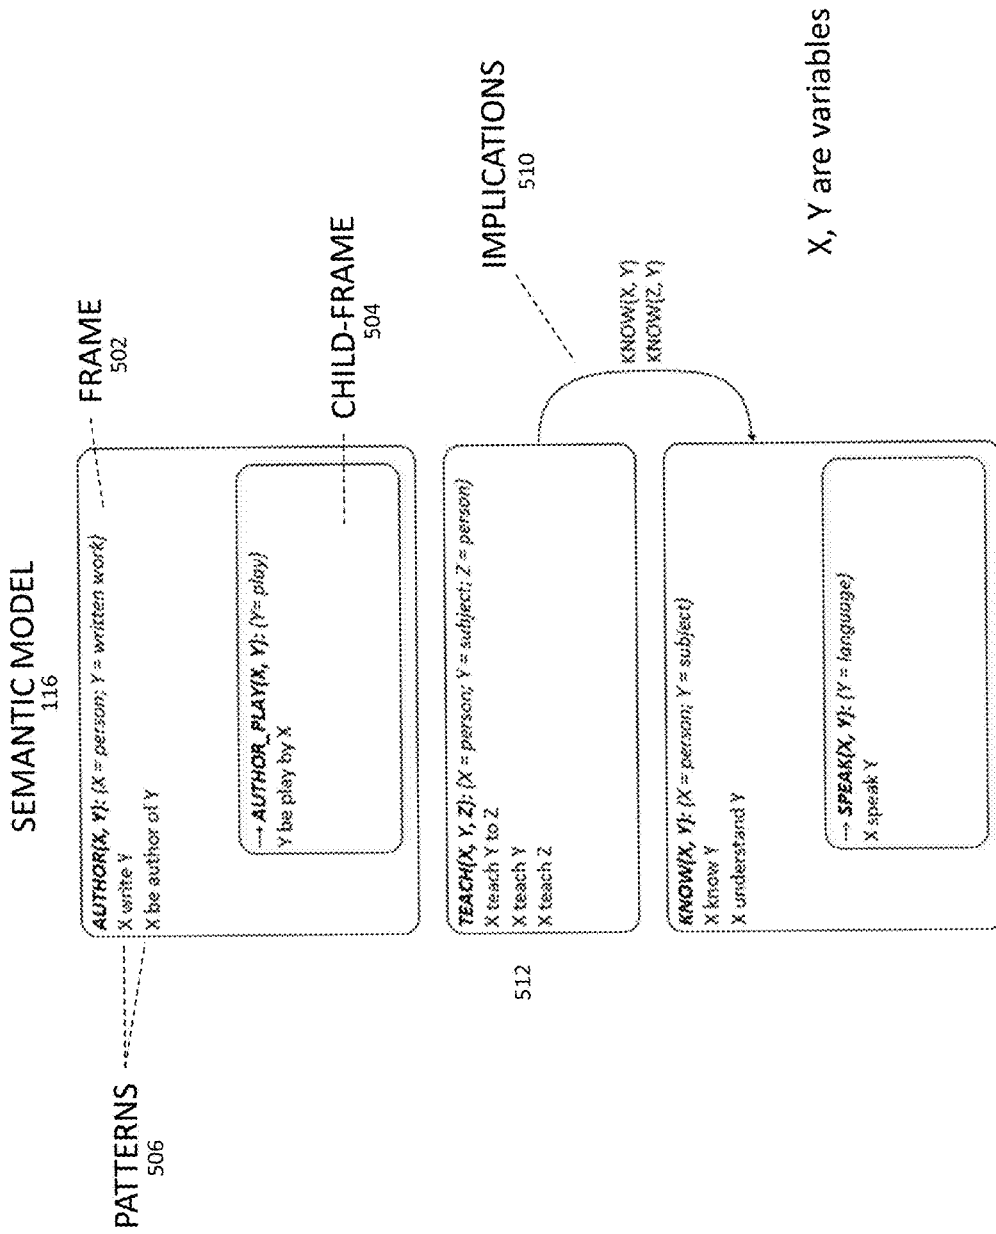 SEMANTIC MODEL
116
PATTERNS
506
AUTHOR(X, Y): {X = person; Y = written work}
X write Y
X be author of Y
FRAME
502
→ AUTHOR_PLAY(X, Y): {Y= play}
Y be play by X
CHILD-FRAME
504
512
TEACH(X, Y, Z): {X = person; Y = subject; Z = person}
X teach Y to Z
X teach Y
X teach Z
IMPLICATIONS
510
KNOW(X, Y)
KNOW(Z, Y)
KNOW(X, Y): {X = person; Y = subject}
X know Y
X understand Y
→ SPEAK(X, Y): {Y = language}
X speak Y
X, Y are variables